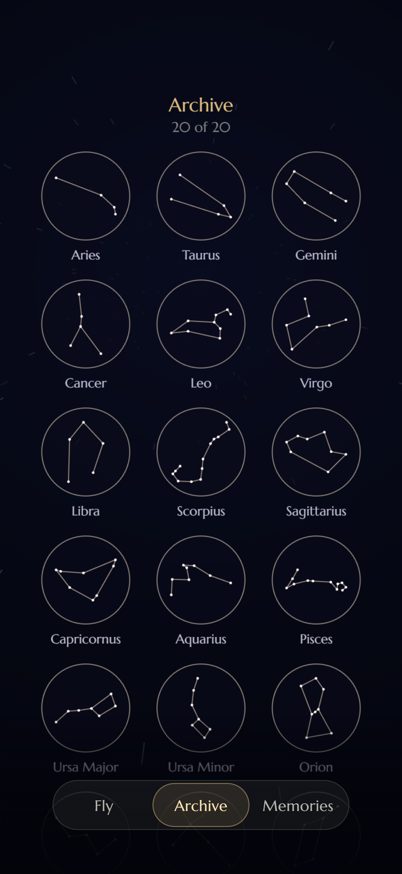 Archive
20 of 20
Aries Taurus Gemini
Cancer Leo Virgo
Libra Scorpius Sagittarius
Capricornus Aquarius Pisces
Ursa Major Ursa Minor Orion
Fly Archive Memories